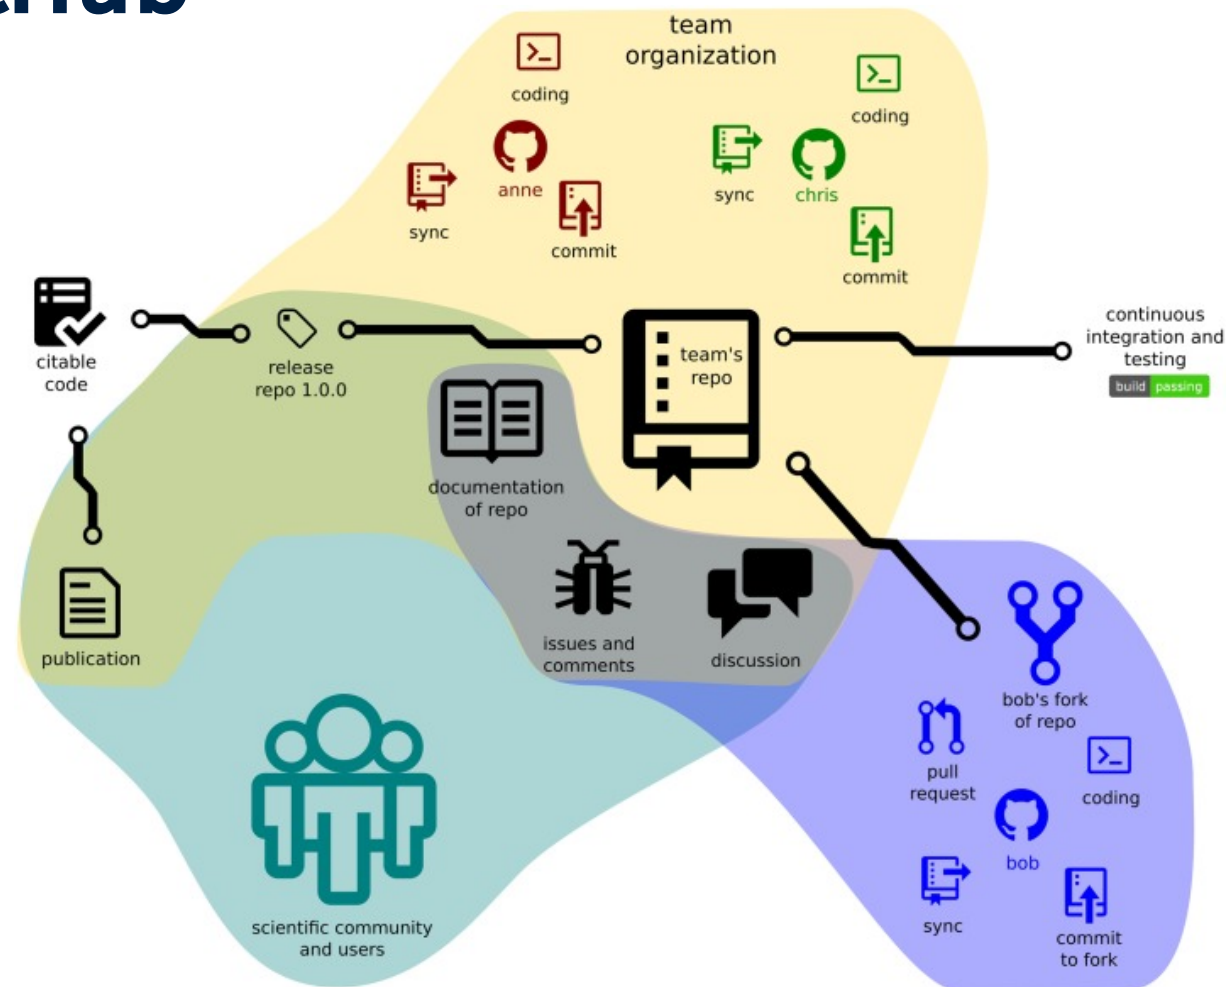 team
organization
coding
coding
anne
sync
commit
sync
chris
commit
citable
code
release
repo 1.0.0
team's
repo
continuous
integration and
testing
build passing
documentation
of repo
publication
issues and
comments
discussion
bob's fork
of repo
pull
request
coding
bob
sync
commit
to fork
scientific community
and users